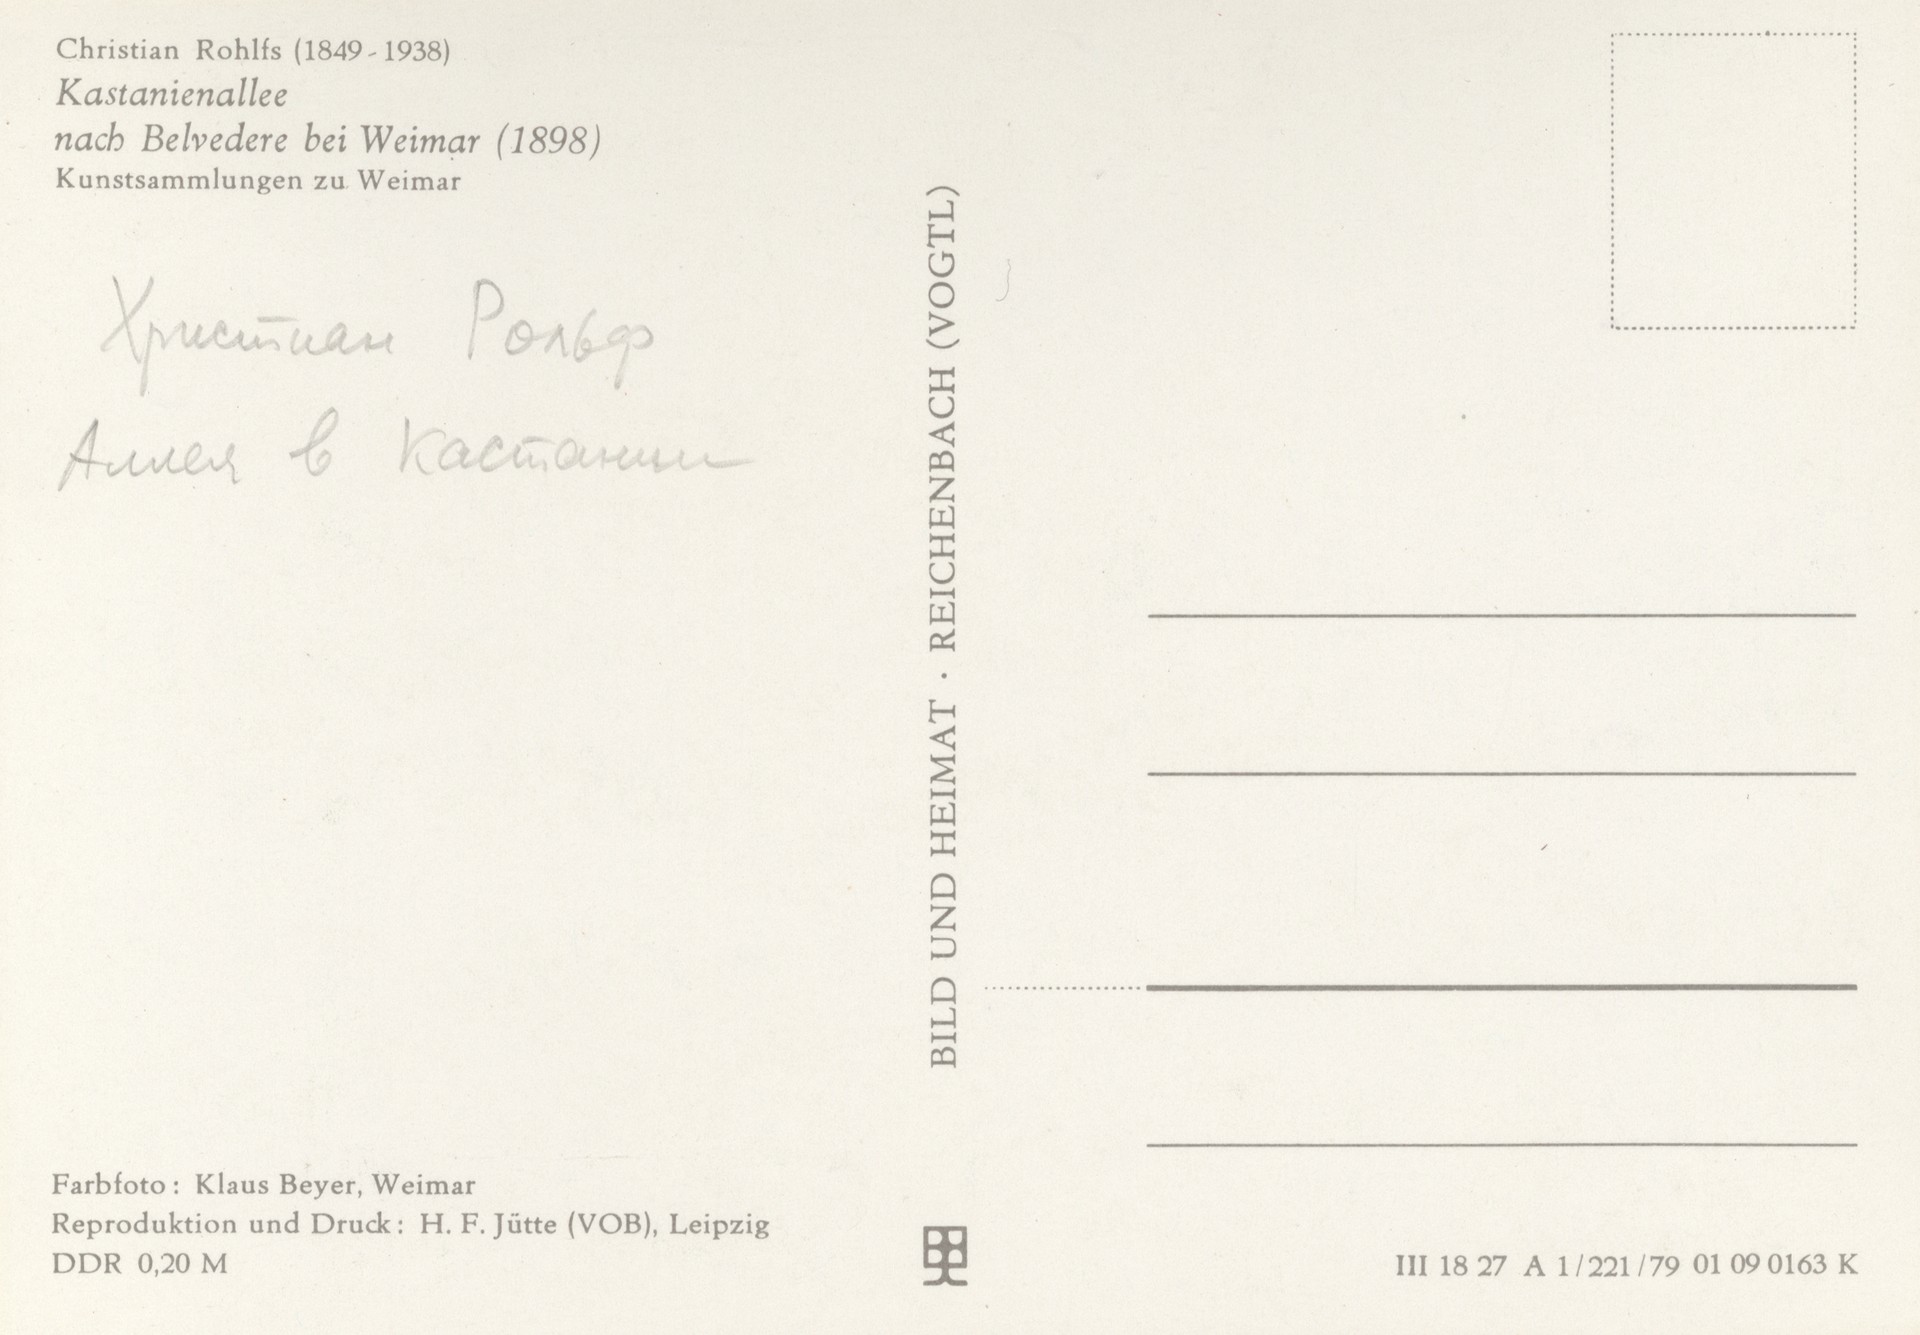 Christian Rohlfs (1849-1938)
Kastanienallee
nach Belvedere bei Weimar (1898)
Kunstsammlungen zu Weimar
Христиан Рольф
Аллея в Кастании
BILD UND HEIMAT · REICHENBACH (VOGTL)
Farbfoto: Klaus Beyer, Weimar
Reproduktion und Druck: H. F. Jütte (VOB), Leipzig
DDR 0,20 M
III 18 27 A 1/221/79 01 09 0163 K